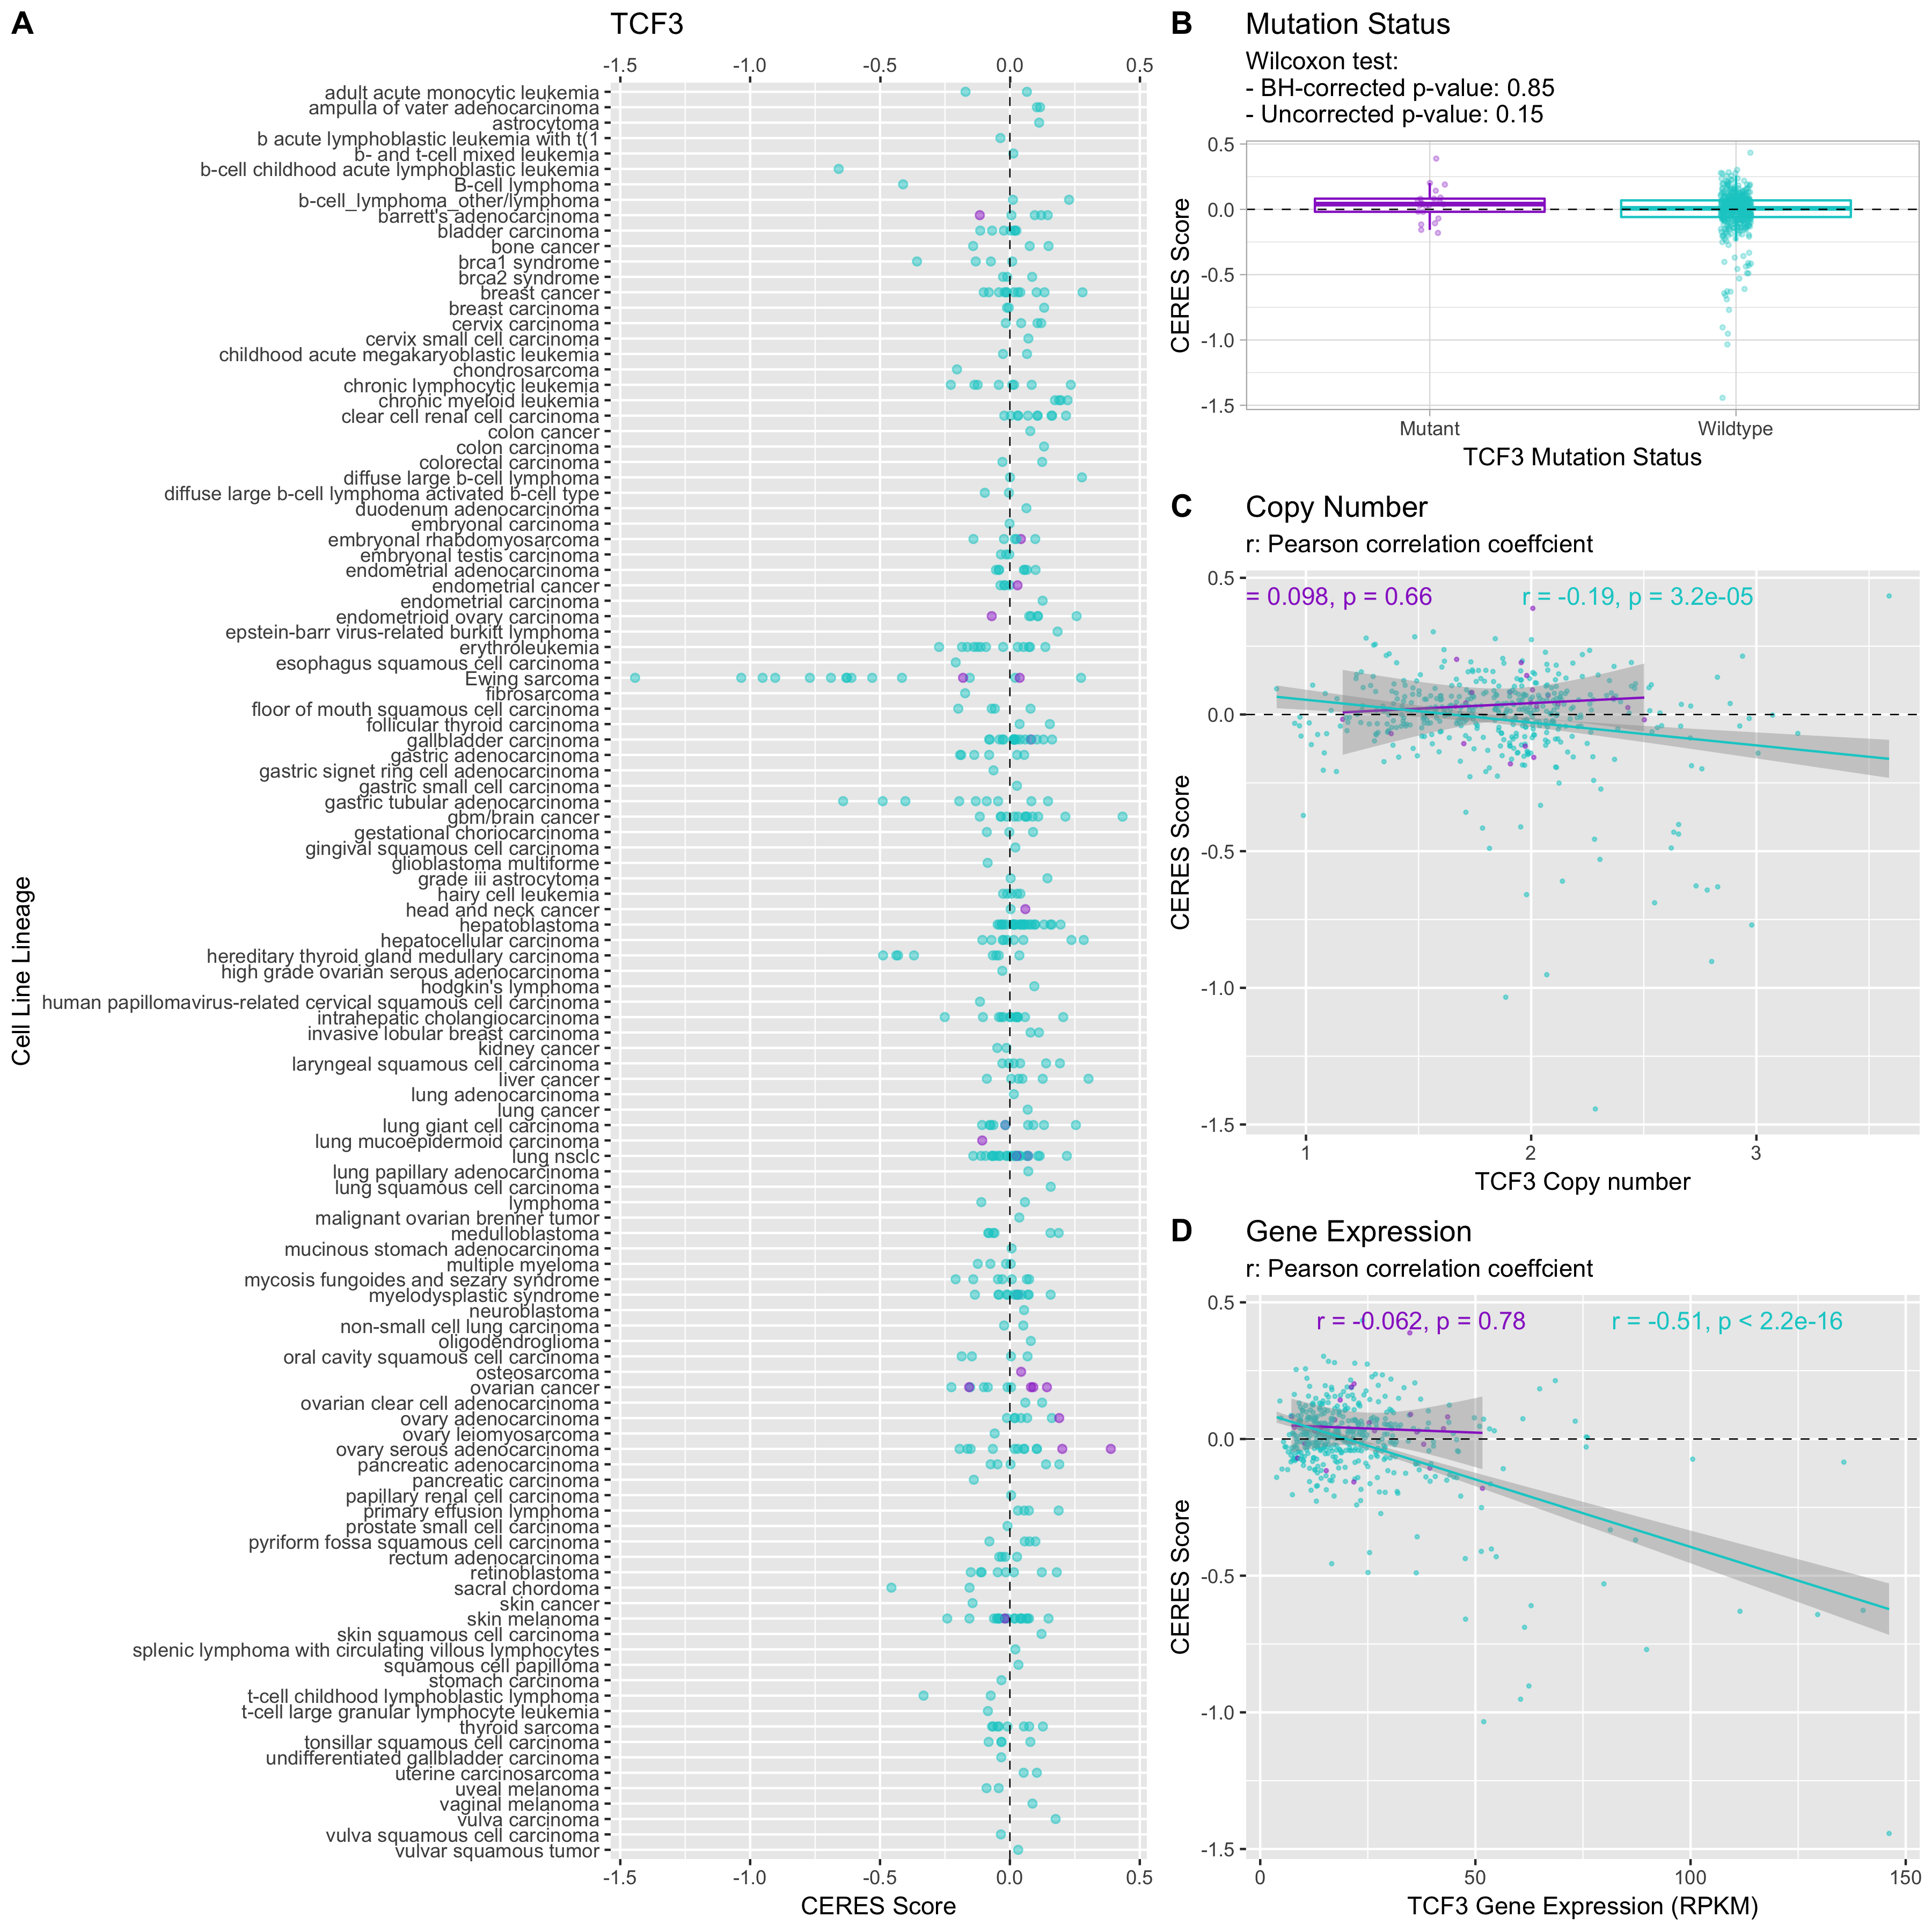 A
TCF3
-1.5 -1.0 -0.5 0.0 0.5
Cell Line Lineage
adult acute monocytic leukemia
ampulla of vater adenocarcinoma
astrocytoma
b acute lymphoblastic leukemia with t(1
b- and t-cell mixed leukemia
b-cell childhood acute lymphoblastic leukemia
B-cell lymphoma
b-cell_lymphoma_other/lymphoma
barrett's adenocarcinoma
bladder carcinoma
bone cancer
brca1 syndrome
brca2 syndrome
breast cancer
breast carcinoma
cervix carcinoma
cervix small cell carcinoma
childhood acute megakaryoblastic leukemia
chondrosarcoma
chronic lymphocytic leukemia
chronic myeloid leukemia
clear cell renal cell carcinoma
colon cancer
colon carcinoma
colorectal carcinoma
diffuse large b-cell lymphoma
diffuse large b-cell lymphoma activated b-cell type
duodenum adenocarcinoma
embryonal carcinoma
embryonal rhabdomyosarcoma
embryonal testis carcinoma
endometrial adenocarcinoma
endometrial cancer
endometrial carcinoma
endometrioid ovary carcinoma
epstein-barr virus-related burkitt lymphoma
erythroleukemia
esophagus squamous cell carcinoma
Ewing sarcoma
fibrosarcoma
floor of mouth squamous cell carcinoma
follicular thyroid carcinoma
gallbladder carcinoma
gastric adenocarcinoma
gastric signet ring cell adenocarcinoma
gastric small cell carcinoma
gastric tubular adenocarcinoma
gbm/brain cancer
gestational choriocarcinoma
gingival squamous cell carcinoma
glioblastoma multiforme
grade iii astrocytoma
hairy cell leukemia
head and neck cancer
hepatoblastoma
hepatocellular carcinoma
hereditary thyroid gland medullary carcinoma
high grade ovarian serous adenocarcinoma
hodgkin's lymphoma
human papillomavirus-related cervical squamous cell carcinoma
intrahepatic cholangiocarcinoma
invasive lobular breast carcinoma
kidney cancer
laryngeal squamous cell carcinoma
liver cancer
lung adenocarcinoma
lung cancer
lung giant cell carcinoma
lung mucoepidermoid carcinoma
lung nsclc
lung papillary adenocarcinoma
lung squamous cell carcinoma
lymphoma
malignant ovarian brenner tumor
medulloblastoma
mucinous stomach adenocarcinoma
multiple myeloma
mycosis fungoides and sezary syndrome
myelodysplastic syndrome
neuroblastoma
non-small cell lung carcinoma
oligodendroglioma
oral cavity squamous cell carcinoma
osteosarcoma
ovarian cancer
ovarian clear cell adenocarcinoma
ovary adenocarcinoma
ovary leiomyosarcoma
ovary serous adenocarcinoma
pancreatic adenocarcinoma
pancreatic carcinoma
papillary renal cell carcinoma
primary effusion lymphoma
prostate small cell carcinoma
pyriform fossa squamous cell carcinoma
rectum adenocarcinoma
retinoblastoma
sacral chordoma
skin cancer
skin melanoma
skin squamous cell carcinoma
splenic lymphoma with circulating villous lymphocytes
squamous cell papilloma
stomach carcinoma
t-cell childhood lymphoblastic lymphoma
t-cell large granular lymphocyte leukemia
thyroid sarcoma
tonsillar squamous cell carcinoma
undifferentiated gallbladder carcinoma
uterine carcinosarcoma
uveal melanoma
vaginal melanoma
vulva carcinoma
vulva squamous cell carcinoma
vulvar squamous tumor
-1.5 -1.0 -0.5 0.0 0.5
CERES Score
B
Mutation Status
Wilcoxon test:
- BH-corrected p-value: 0.85
- Uncorrected p-value: 0.15
CERES Score
0.5
0.0
-0.5
-1.0
-1.5
Mutant Wildtype
TCF3 Mutation Status
C
Copy Number
r: Pearson correlation coeffcient
= 0.098, p = 0.66 r = -0.19, p = 3.2e-05
CERES Score
0.5
0.0
-0.5
-1.0
-1.5
1 2 3
TCF3 Copy number
D
Gene Expression
r: Pearson correlation coeffcient
r = -0.062, p = 0.78 r = -0.51, p < 2.2e-16
CERES Score
0.5
0.0
-0.5
-1.0
-1.5
0 50 100 150
TCF3 Gene Expression (RPKM)